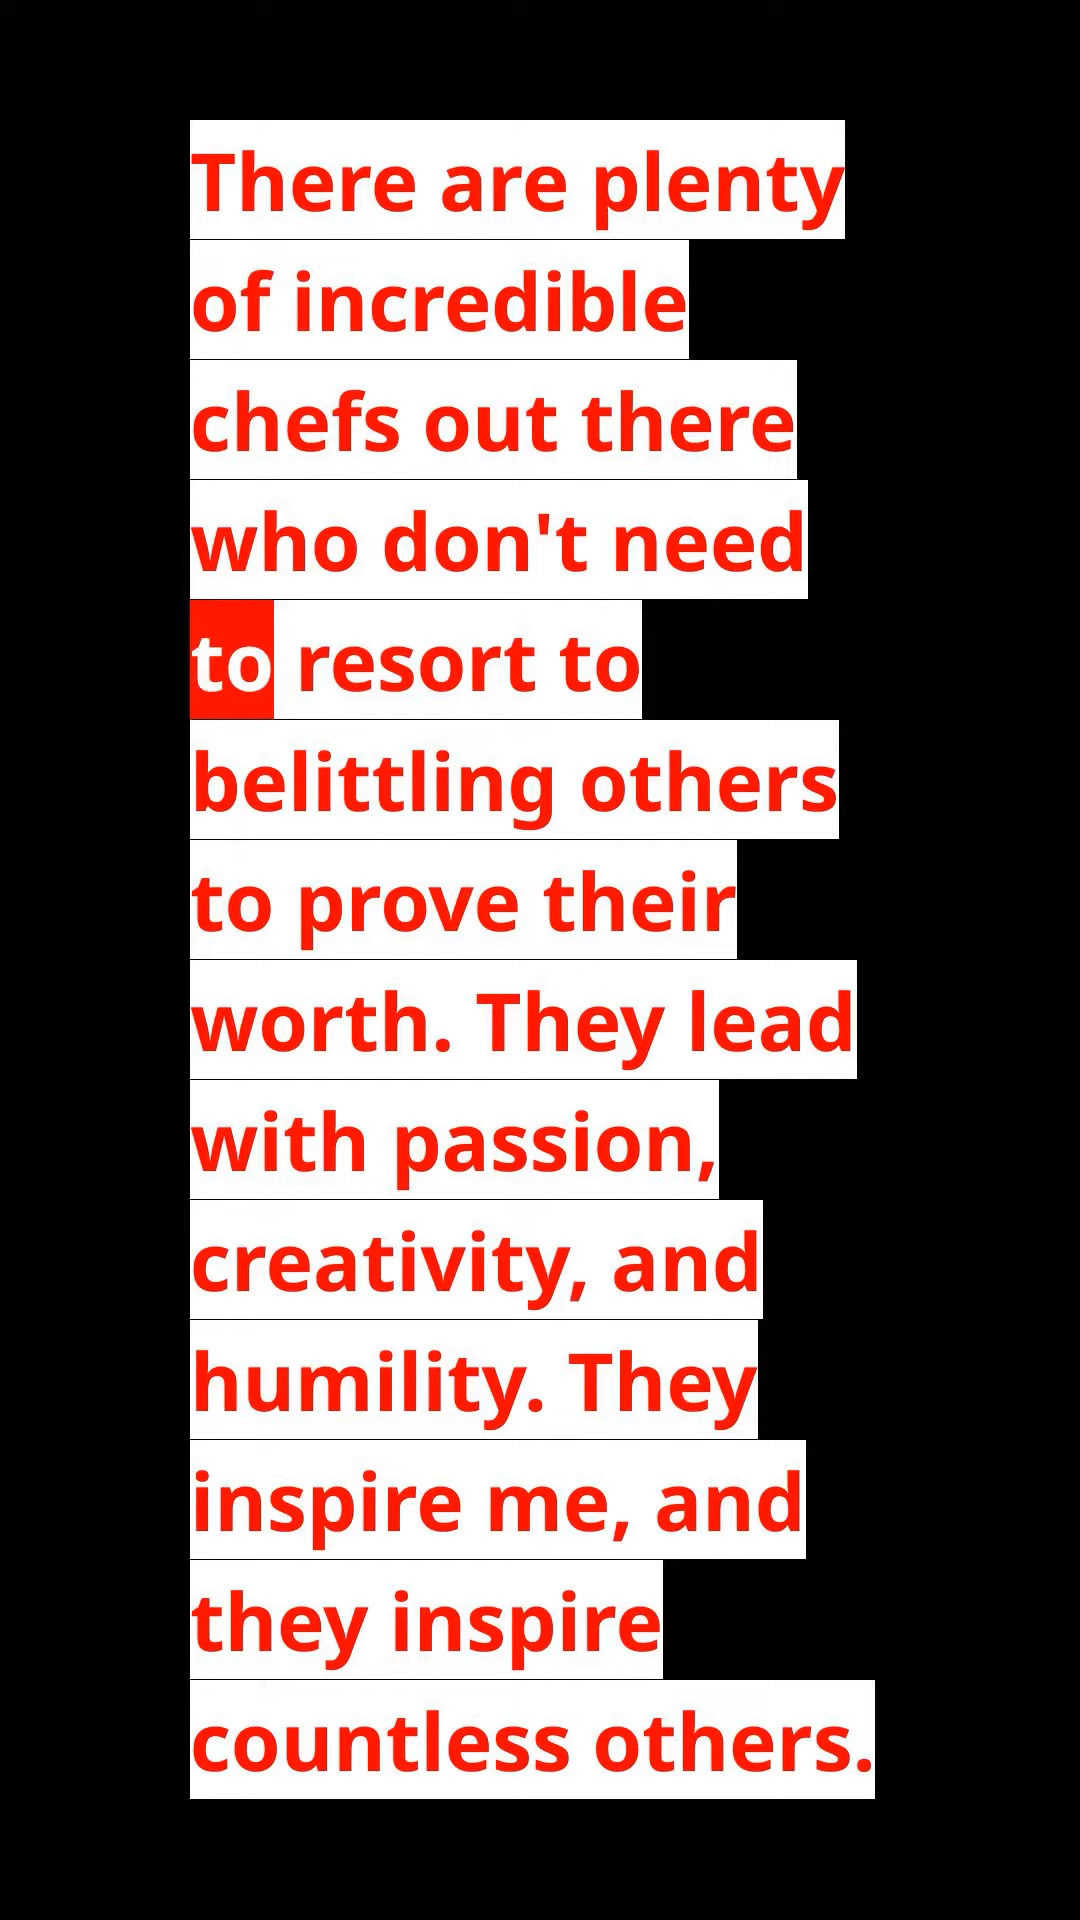 There are plenty
of incredible
chefs out there
who don't need
to resort to
belittling others
to prove their
worth. They lead
with passion,
creativity, and
humility. They
inspire me, and
they inspire
countless others.